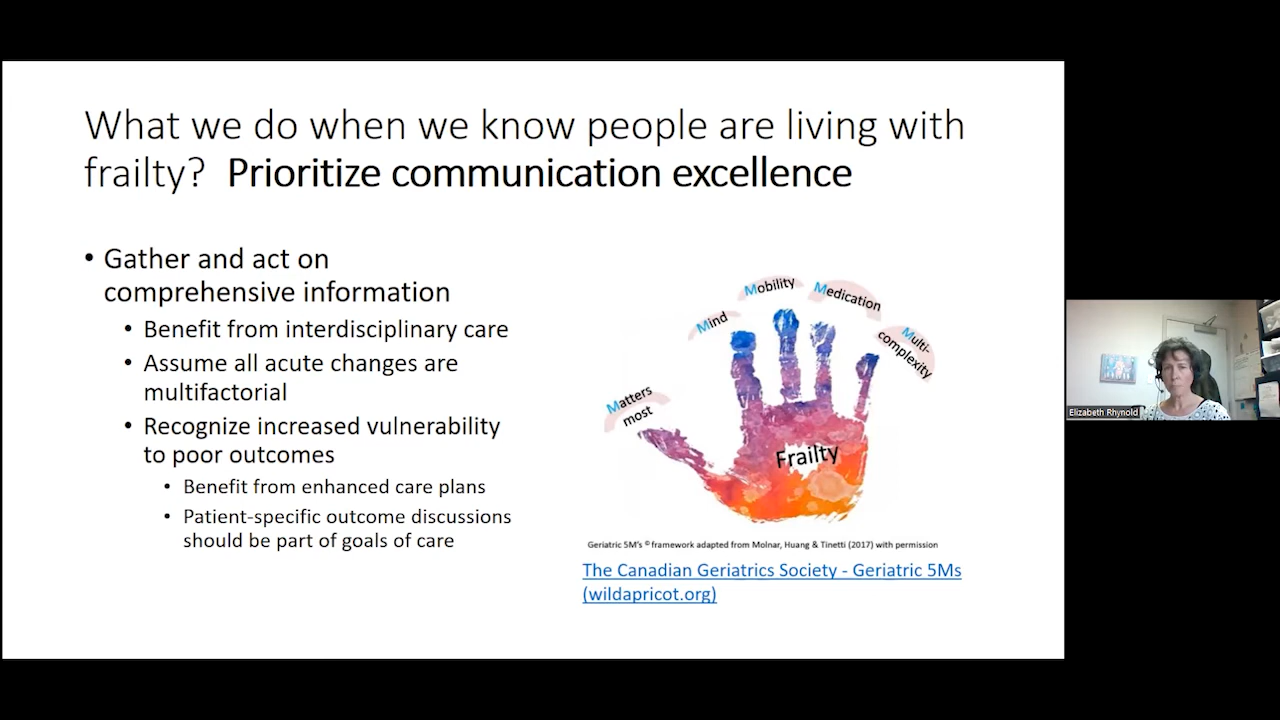 What we do when we know people are living with
frailty? Prioritize communication excellence
• Gather and act on
comprehensive information
• Benefit from interdisciplinary care
• Assume all acute changes are
multifactorial
• Recognize increased vulnerability
to poor outcomes
• Benefit from enhanced care plans
• Patient-specific outcome discussions
should be part of goals of care
Matters
most
Mind
Mobility
Medication
Multi-
complexity
Frailty
Geriatric 5M's © framework adapted from Molnar, Huang & Tinetti (2017) with permission
The Canadian Geriatrics Society - Geriatric 5Ms
(wildapricot.org)
Elizabeth Rhynold